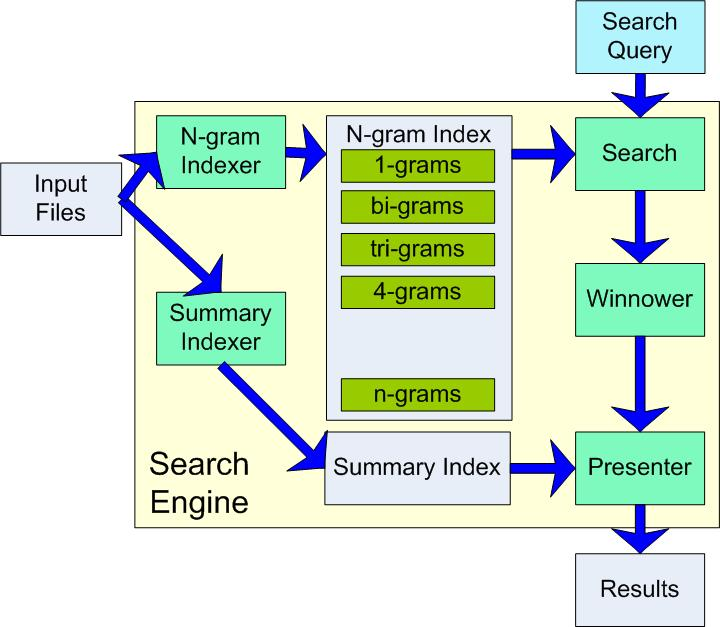 Search
Query
N-gram
Indexer
N-gram Index
1-grams
bi-grams
tri-grams
4-grams
n-grams
Search
Input
Files
Winnower
Summary
Indexer
Summary Index
Presenter
Search
Engine
Results